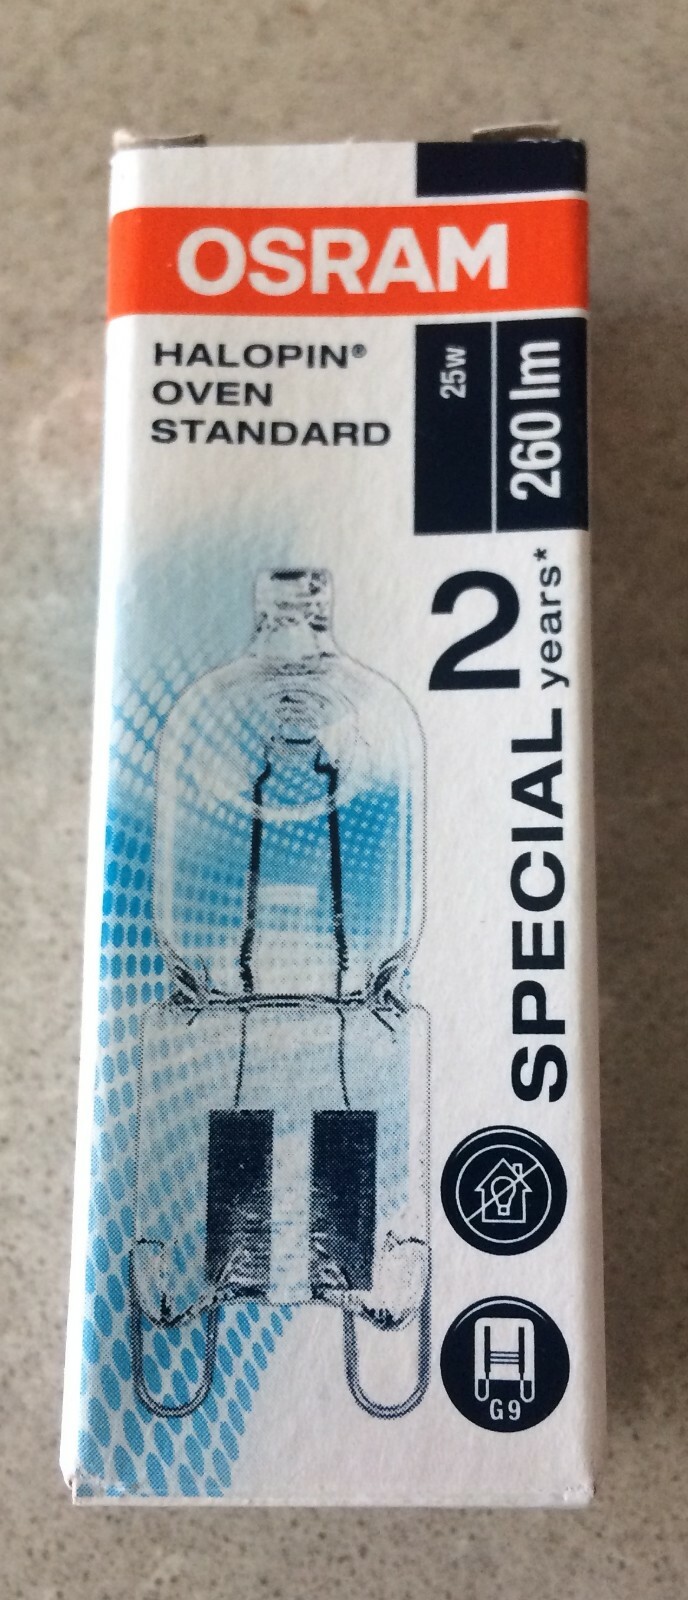 OSRAM
HALOPIN®
OVEN
STANDARD
25w
260 lm
2 years*
SPECIAL
G9